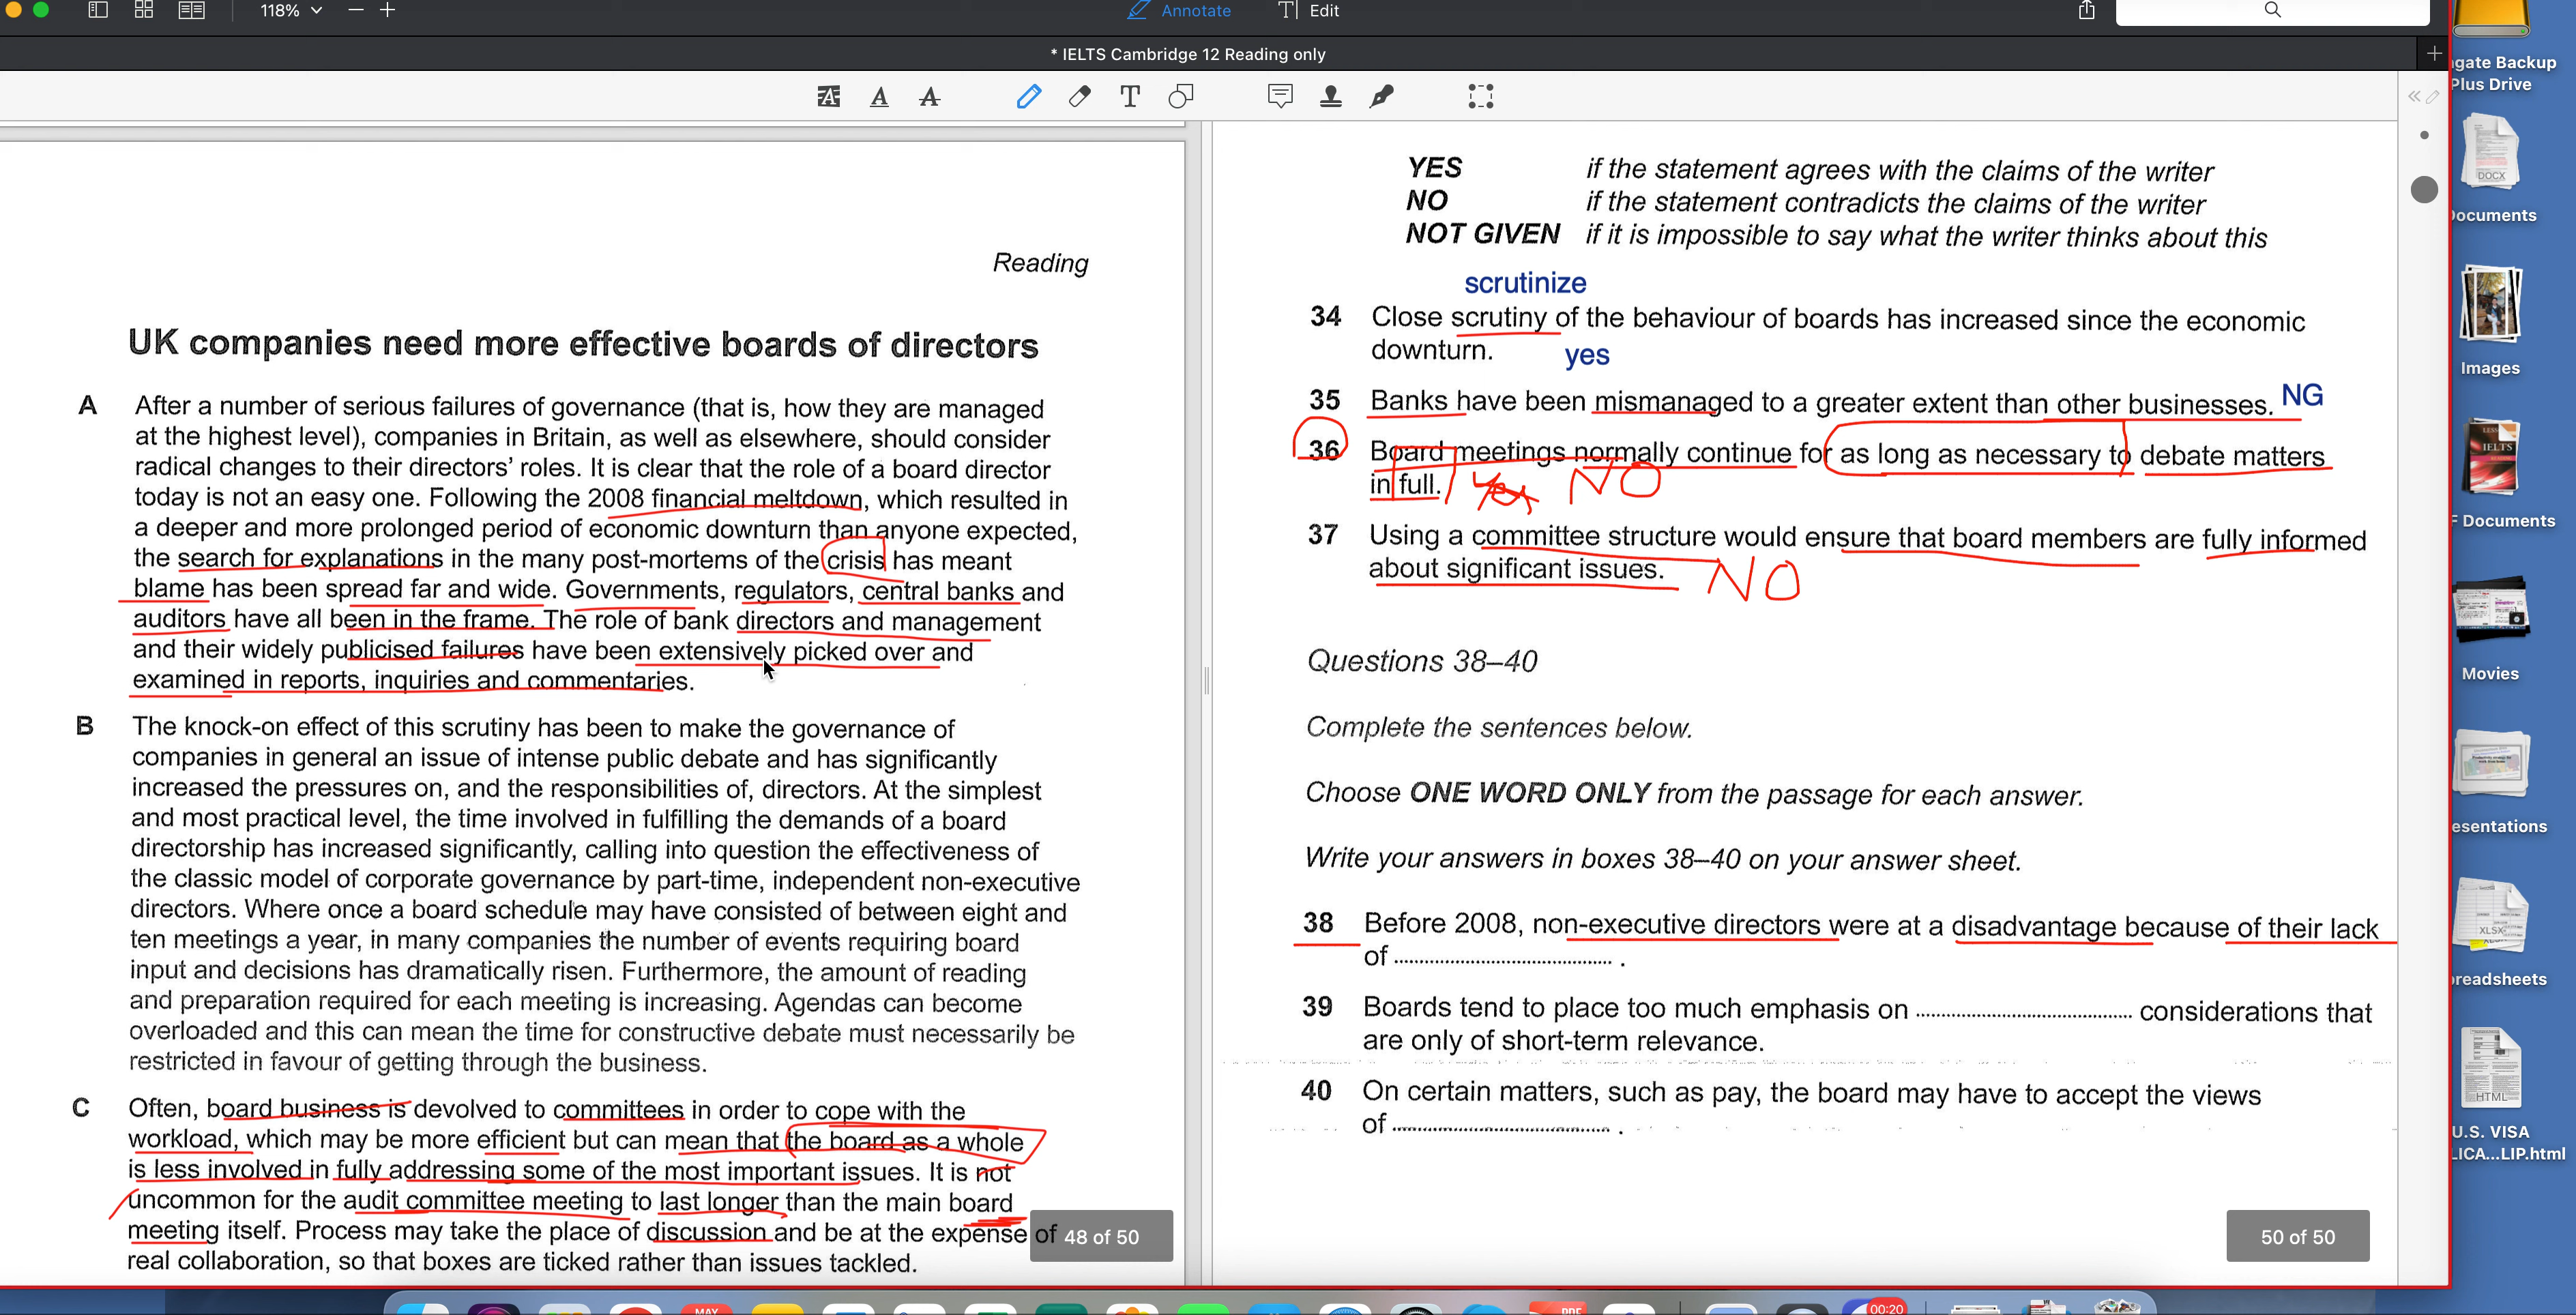 118%
Annotate
Edit
* IELTS Cambridge 12 Reading only
Reading
UK companies need more effective boards of directors
A After a number of serious failures of governance (that is, how they are managed
at the highest level), companies in Britain, as well as elsewhere, should consider
radical changes to their directors' roles. It is clear that the role of a board director
today is not an easy one. Following the 2008 financial meltdown, which resulted in
a deeper and more prolonged period of economic downturn than anyone expected,
the search for explanations in the many post-mortems of the crisis has meant
blame has been spread far and wide. Governments, regulators, central banks and
auditors have all been in the frame. The role of bank directors and management
and their widely publicised failures have been extensively picked over and
examined in reports, inquiries and commentaries.
B The knock-on effect of this scrutiny has been to make the governance of
companies in general an issue of intense public debate and has significantly
increased the pressures on, and the responsibilities of, directors. At the simplest
and most practical level, the time involved in fulfilling the demands of a board
directorship has increased significantly, calling into question the effectiveness of
the classic model of corporate governance by part-time, independent non-executive
directors. Where once a board schedule may have consisted of between eight and
ten meetings a year, in many companies the number of events requiring board
input and decisions has dramatically risen. Furthermore, the amount of reading
and preparation required for each meeting is increasing. Agendas can become
overloaded and this can mean the time for constructive debate must necessarily be
restricted in favour of getting through the business.
C Often, board business is devolved to committees in order to cope with the
workload, which may be more efficient but can mean that the board as a whole
is less involved in fully addressing some of the most important issues. It is not
uncommon for the audit committee meeting to last longer than the main board
meeting itself. Process may take the place of discussion and be at the expense of
real collaboration, so that boxes are ticked rather than issues tackled.
48 of 50
YES if the statement agrees with the claims of the writer
NO if the statement contradicts the claims of the writer
NOT GIVEN if it is impossible to say what the writer thinks about this
scrutinize
34 Close scrutiny of the behaviour of boards has increased since the economic
downturn. yes
35 Banks have been mismanaged to a greater extent than other businesses. NG
36 Board meetings normally continue for as long as necessary to debate matters
in full. NO
37 Using a committee structure would ensure that board members are fully informed
about significant issues. NO
Questions 38–40
Complete the sentences below.
Choose ONE WORD ONLY from the passage for each answer.
Write your answers in boxes 38–40 on your answer sheet.
38 Before 2008, non-executive directors were at a disadvantage because of their lack
of ........................................ .
39 Boards tend to place too much emphasis on ........................................ considerations that
are only of short-term relevance.
40 On certain matters, such as pay, the board may have to accept the views
of ........................................ .
50 of 50
gate Backup
Plus Drive
DOCX
ocuments
Images
IELTS
F Documents
Movies
esentations
XLSX
preadsheets
HTML
U.S. VISA
LICA...LIP.html
MAY
PDF
00:20